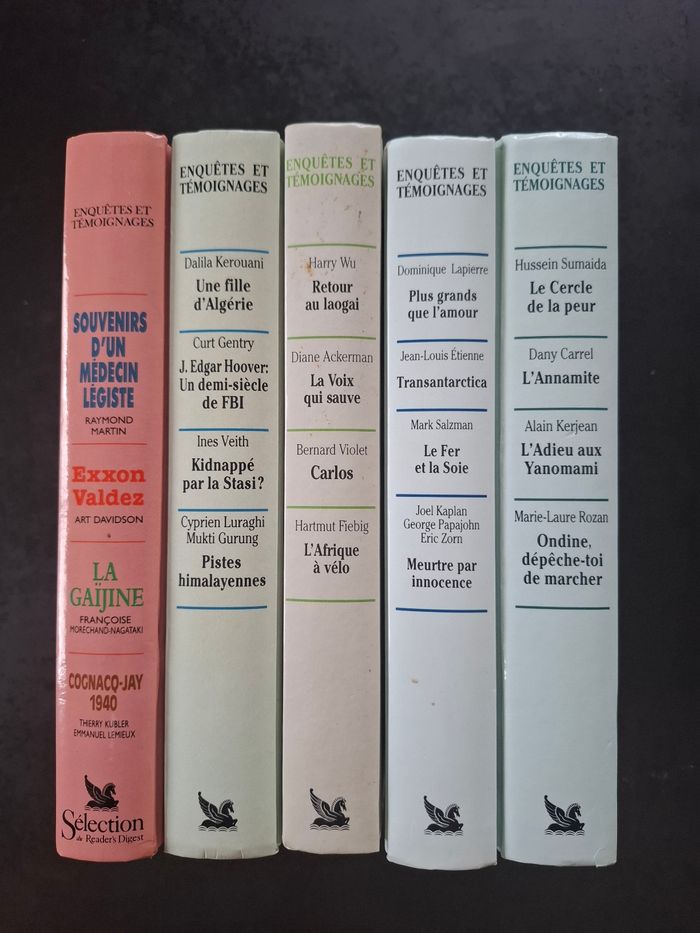 ENQUÊTES ET
TÉMOIGNAGES
SOUVENIRS
D'UN
MÉDECIN
LÉGISTE
RAYMOND
MARTIN
Exxon
Valdez
ART DAVIDSON
LA
GAÏJINE
FRANÇOISE
MORÉCHAND-NAGATAKI
COGNACQ-JAY
1940
THIERRY KUBLER
EMMANUEL LEMIEUX
Sélection
du Reader's Digest
ENQUÊTES ET
TÉMOIGNAGES
Dalila Kerouani
Une fille
d'Algérie
Curt Gentry
J. Edgar Hoover:
Un demi-siècle
de FBI
Ines Veith
Kidnappé
par la Stasi?
Cyprien Luraghi
Mukti Gurung
Pistes
himalayennes
ENQUÊTES ET
TÉMOIGNAGES
Harry Wu
Retour
au laogai
Diane Ackerman
La Voix
qui sauve
Bernard Violet
Carlos
Hartmut Fiebig
L'Afrique
à vélo
ENQUÊTES ET
TÉMOIGNAGES
Dominique Lapierre
Plus grands
que l'amour
Jean-Louis Étienne
Transantarctica
Mark Salzman
Le Fer
et la Soie
Joel Kaplan
George Papajohn
Eric Zorn
Meurtre par
innocence
ENQUÊTES ET
TÉMOIGNAGES
Hussein Sumaida
Le Cercle
de la peur
Dany Carrel
L'Annamite
Alain Kerjean
L'Adieu aux
Yanomami
Marie-Laure Rozan
Ondine,
dépêche-toi
de marcher